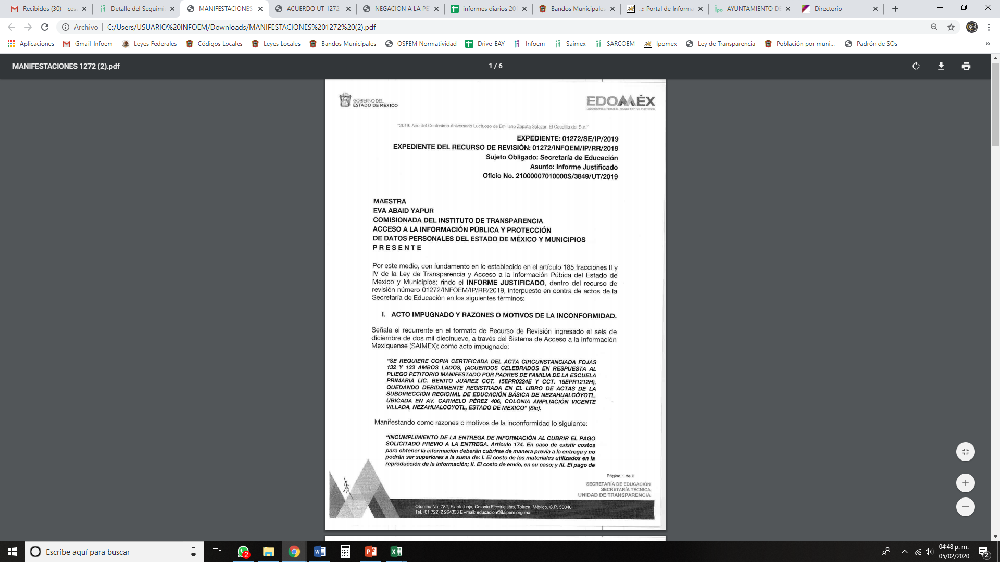 Recibidos (30) - ces
Detalle del Seguimi
MANIFESTACIONES
ACUERDO UT 1272
NEGACION A LA PE
informes diarios 201
Bandos Municipales
..:: Portal de Informa
AYUNTAMIENTO DE
Directorio
Archivo
C:/Users/USUARIO%20INFOEM/Downloads/MANIFESTACIONES%201272%20(2).pdf
Aplicaciones
Gmail-Infoem
Leyes Federales
Códigos Locales
Leyes Locales
Bandos Municipales
OSFEM Normatividad
Drive-EAY
Infoem
Saimex
SARCOEM
Ipomex
Ley de Transparencia
Población por muni...
Padrón de SOs
»
MANIFESTACIONES 1272 (2).pdf
1 / 6
GOBIERNO DEL
ESTADO DE MÉXICO
EDOMÉX
DECISIONES FIRMES, RESULTADOS FUERTES.
"2019. Año del Centésimo Aniversario Luctuoso de Emiliano Zapata Salazar. El Caudillo del Sur."
EXPEDIENTE: 01272/SE/IP/2019
EXPEDIENTE DEL RECURSO DE REVISIÓN: 01272/INFOEM/IP/RR/2019
Sujeto Obligado: Secretaría de Educación
Asunto: Informe Justificado
Oficio No. 21000007010000S/3849/UT/2019
MAESTRA
EVA ABAID YAPUR
COMISIONADA DEL INSTITUTO DE TRANSPARENCIA
ACCESO A LA INFORMACIÓN PÚBLICA Y PROTECCIÓN
DE DATOS PERSONALES DEL ESTADO DE MÉXICO Y MUNICIPIOS
P R E S E N T E
Por este medio, con fundamento en lo establecido en el artículo 185 fracciones II y
IV de la Ley de Transparencia y Acceso a la Información Púbica del Estado de
México y Municipios; rindo el INFORME JUSTIFICADO, dentro del recurso de
revisión número 01272/INFOEM/IP/RR/2019, interpuesto en contra de actos de la
Secretaría de Educación en los siguientes términos:
I. ACTO IMPUGNADO Y RAZONES O MOTIVOS DE LA INCONFORMIDAD.
Señala el recurrente en el formato de Recurso de Revisión ingresado el seis de
diciembre de dos mil diecinueve, a través del Sistema de Acceso a la Información
Mexiquense (SAIMEX); como acto impugnado:
"SE REQUIERE COPIA CERTIFICADA DEL ACTA CIRCUNSTANCIADA FOJAS
132 Y 133 AMBOS LADOS, (ACUERDOS CELEBRADOS EN RESPUESTA AL
PLIEGO PETITORIO MANIFESTADO POR PADRES DE FAMILIA DE LA ESCUELA
PRIMARIA LIC. BENITO JUÁREZ CCT. 15EPR0324E Y CCT. 15EPR1212H),
QUEDANDO DEBIDAMENTE REGISTRADA EN EL LIBRO DE ACTAS DE LA
SUBDIRECCIÓN REGIONAL DE EDUCACIÓN BÁSICA DE NEZAHUALCÓYOTL,
UBICADA EN AV. CARMELO PÉREZ 406, COLONIA AMPLIACIÓN VICENTE
VILLADA, NEZAHUALCOYOTL, ESTADO DE MEXICO" (Sic).
Manifestando como razones o motivos de la inconformidad lo siguiente:
"INCUMPLIMIENTO DE LA ENTREGA DE INFORMACIÓN AL CUBRIR EL PAGO
SOLICITADO PREVIO A LA ENTREGA. Artículo 174. En caso de existir costos
para obtener la información deberán cubrirse de manera previa a la entrega y no
podrán ser superiores a la suma de: I. El costo de los materiales utilizados en la
reproducción de la información; II. El costo de envío, en su caso; y III. El pago de
Página 1 de 6
SECRETARÍA DE EDUCACIÓN
SECRETARÍA TÉCNICA
UNIDAD DE TRANSPARENCIA
Otumba No. 782, Planta baja, Colonia Electricistas, Toluca, México, C.P. 50040
Tel. (01 722) 2 264333 E –mail: educacion@itaipem.org.mx
Escribe aquí para buscar
2
04:48 p. m.
05/02/2020
2